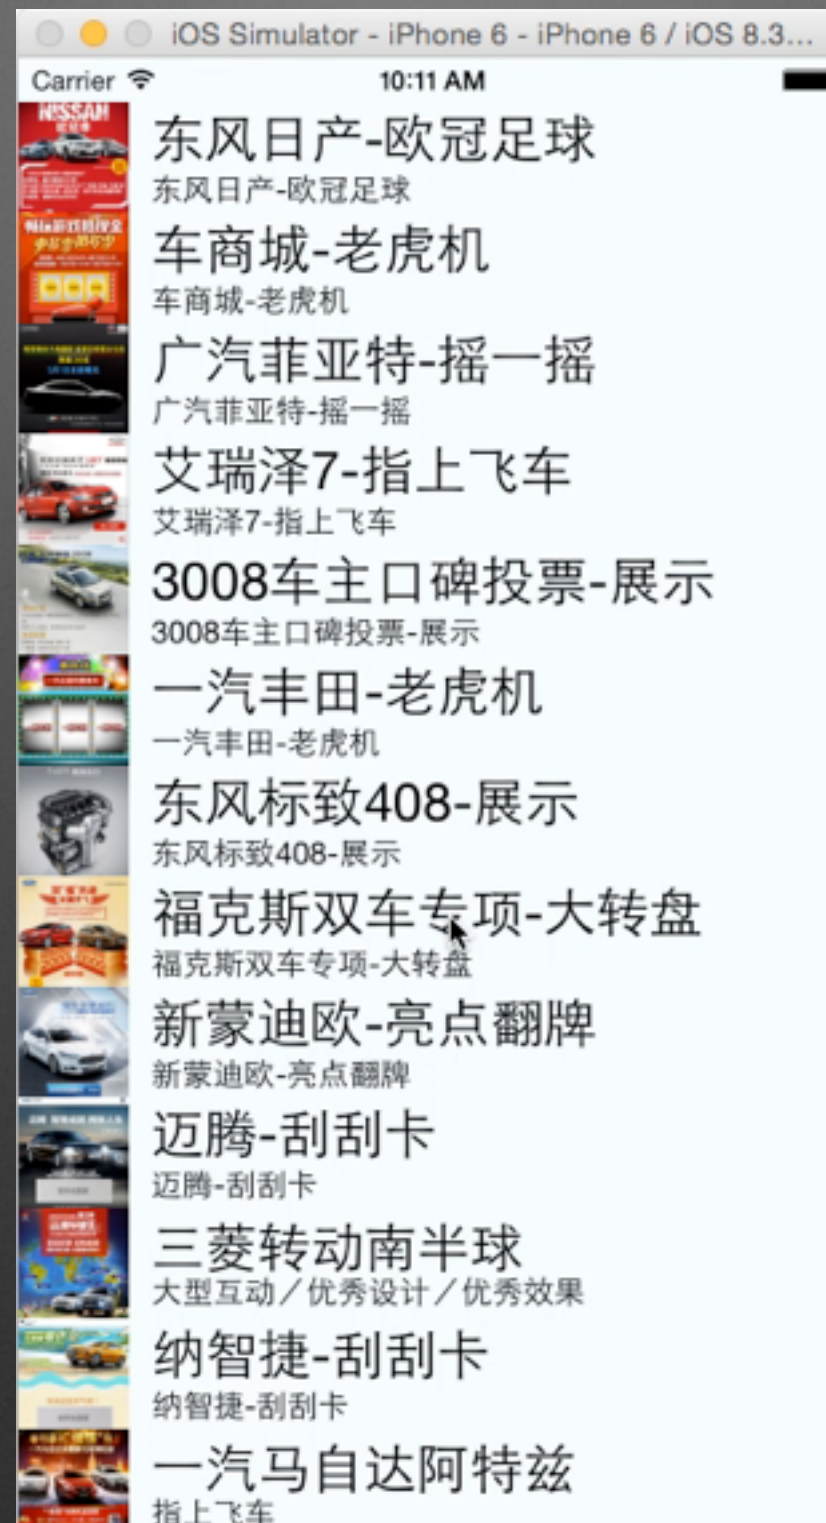 iOS Simulator - iPhone 6 - iPhone 6 / iOS 8.3...
Carrier
10:11 AM
NISSAN
东风日产-欧冠足球
东风日产-欧冠足球
车商城-老虎机
车商城-老虎机
广汽菲亚特-摇一摇
广汽菲亚特-摇一摇
艾瑞泽7-指上飞车
艾瑞泽7-指上飞车
3008车主口碑投票-展示
3008车主口碑投票-展示
一汽丰田-老虎机
一汽丰田-老虎机
东风标致408-展示
东风标致408-展示
福克斯双车专项-大转盘
福克斯双车专项-大转盘
新蒙迪欧-亮点翻牌
新蒙迪欧-亮点翻牌
迈腾-刮刮卡
迈腾-刮刮卡
三菱转动南半球
大型互动／优秀设计／优秀效果
纳智捷-刮刮卡
纳智捷-刮刮卡
一汽马自达阿特兹
指上飞车